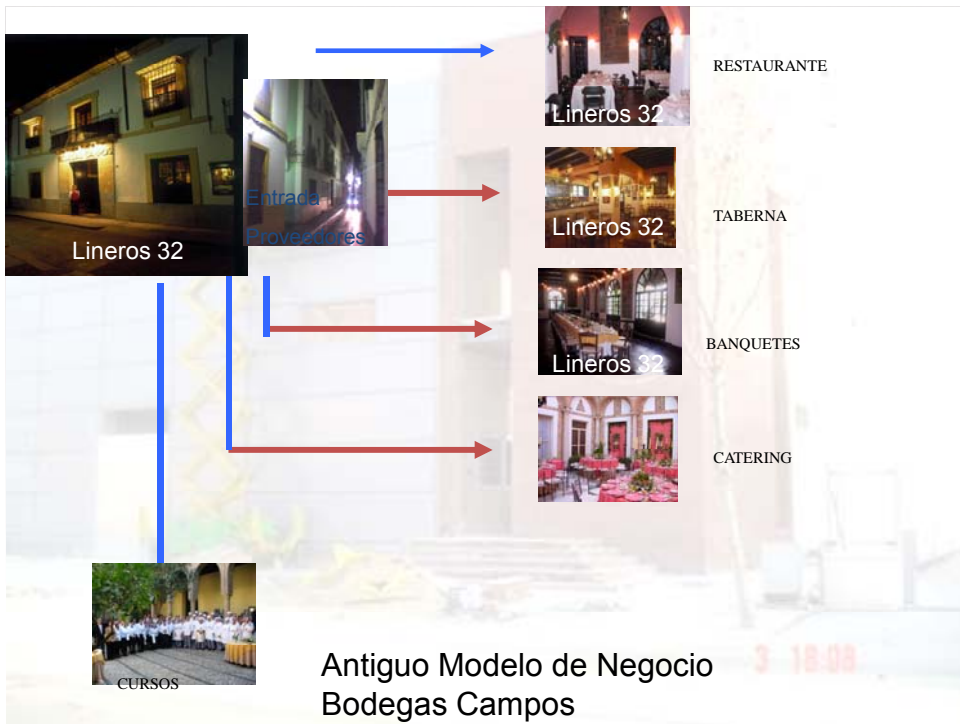 RESTAURANTE
Lineros 32
Entrada
Proveedores
Lineros 32
TABERNA
Lineros 32
Lineros 32
BANQUETES
CATERING
CURSOS
Antiguo Modelo de Negocio
Bodegas Campos
3 18:08